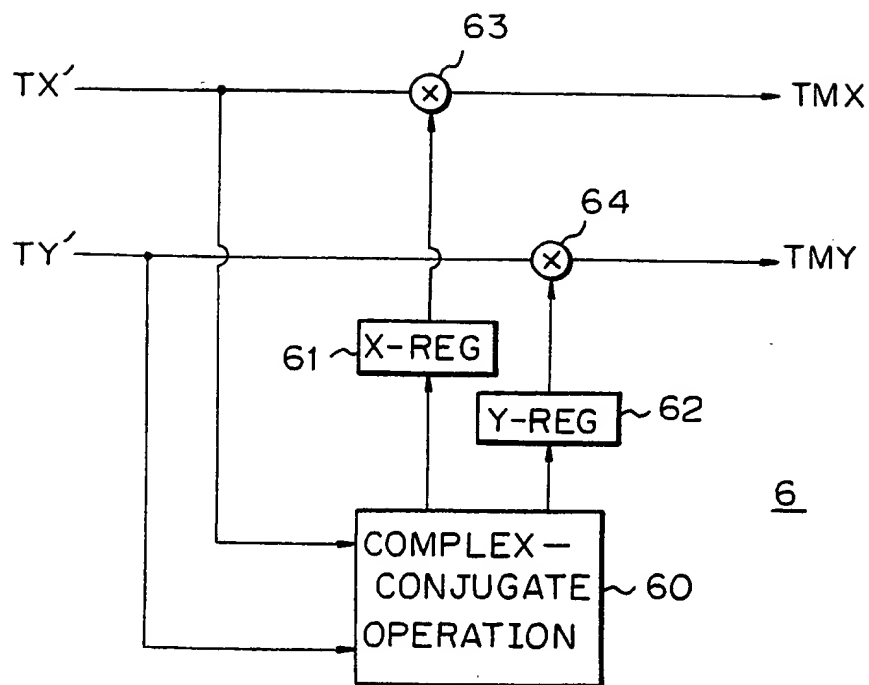 63
TX′
TMX
64
TY′
TMY
61
X-REG
Y-REG
62
6
COMPLEX-
CONJUGATE
OPERATION
60